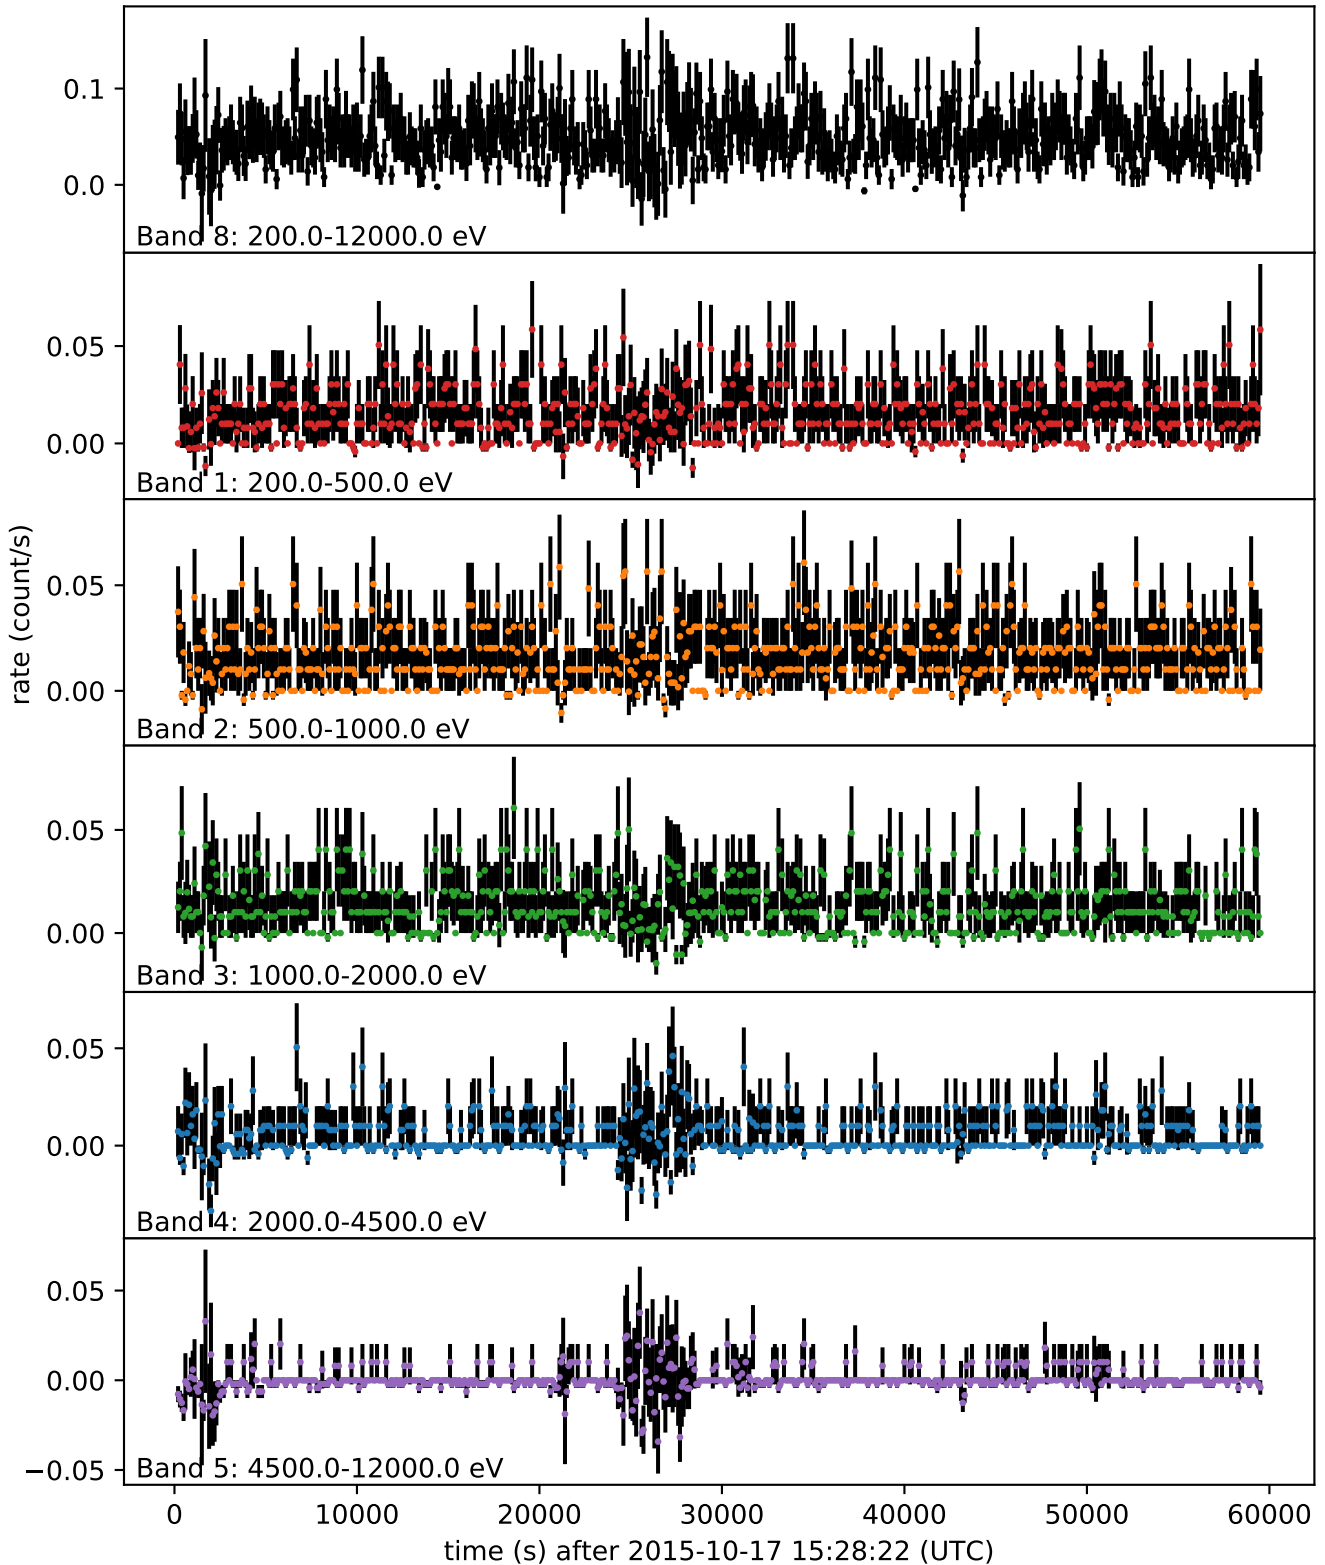 0.1
0.0
Band 8: 200.0-12000.0 eV
0.05
0.00
Band 1: 200.0-500.0 eV
0.05
0.00
Band 2: 500.0-1000.0 eV
rate (count/s)
0.05
0.00
Band 3: 1000.0-2000.0 eV
0.05
0.00
Band 4: 2000.0-4500.0 eV
0.05
0.00
−0.05
Band 5: 4500.0-12000.0 eV
0 10000 20000 30000 40000 50000 60000
time (s) after 2015-10-17 15:28:22 (UTC)